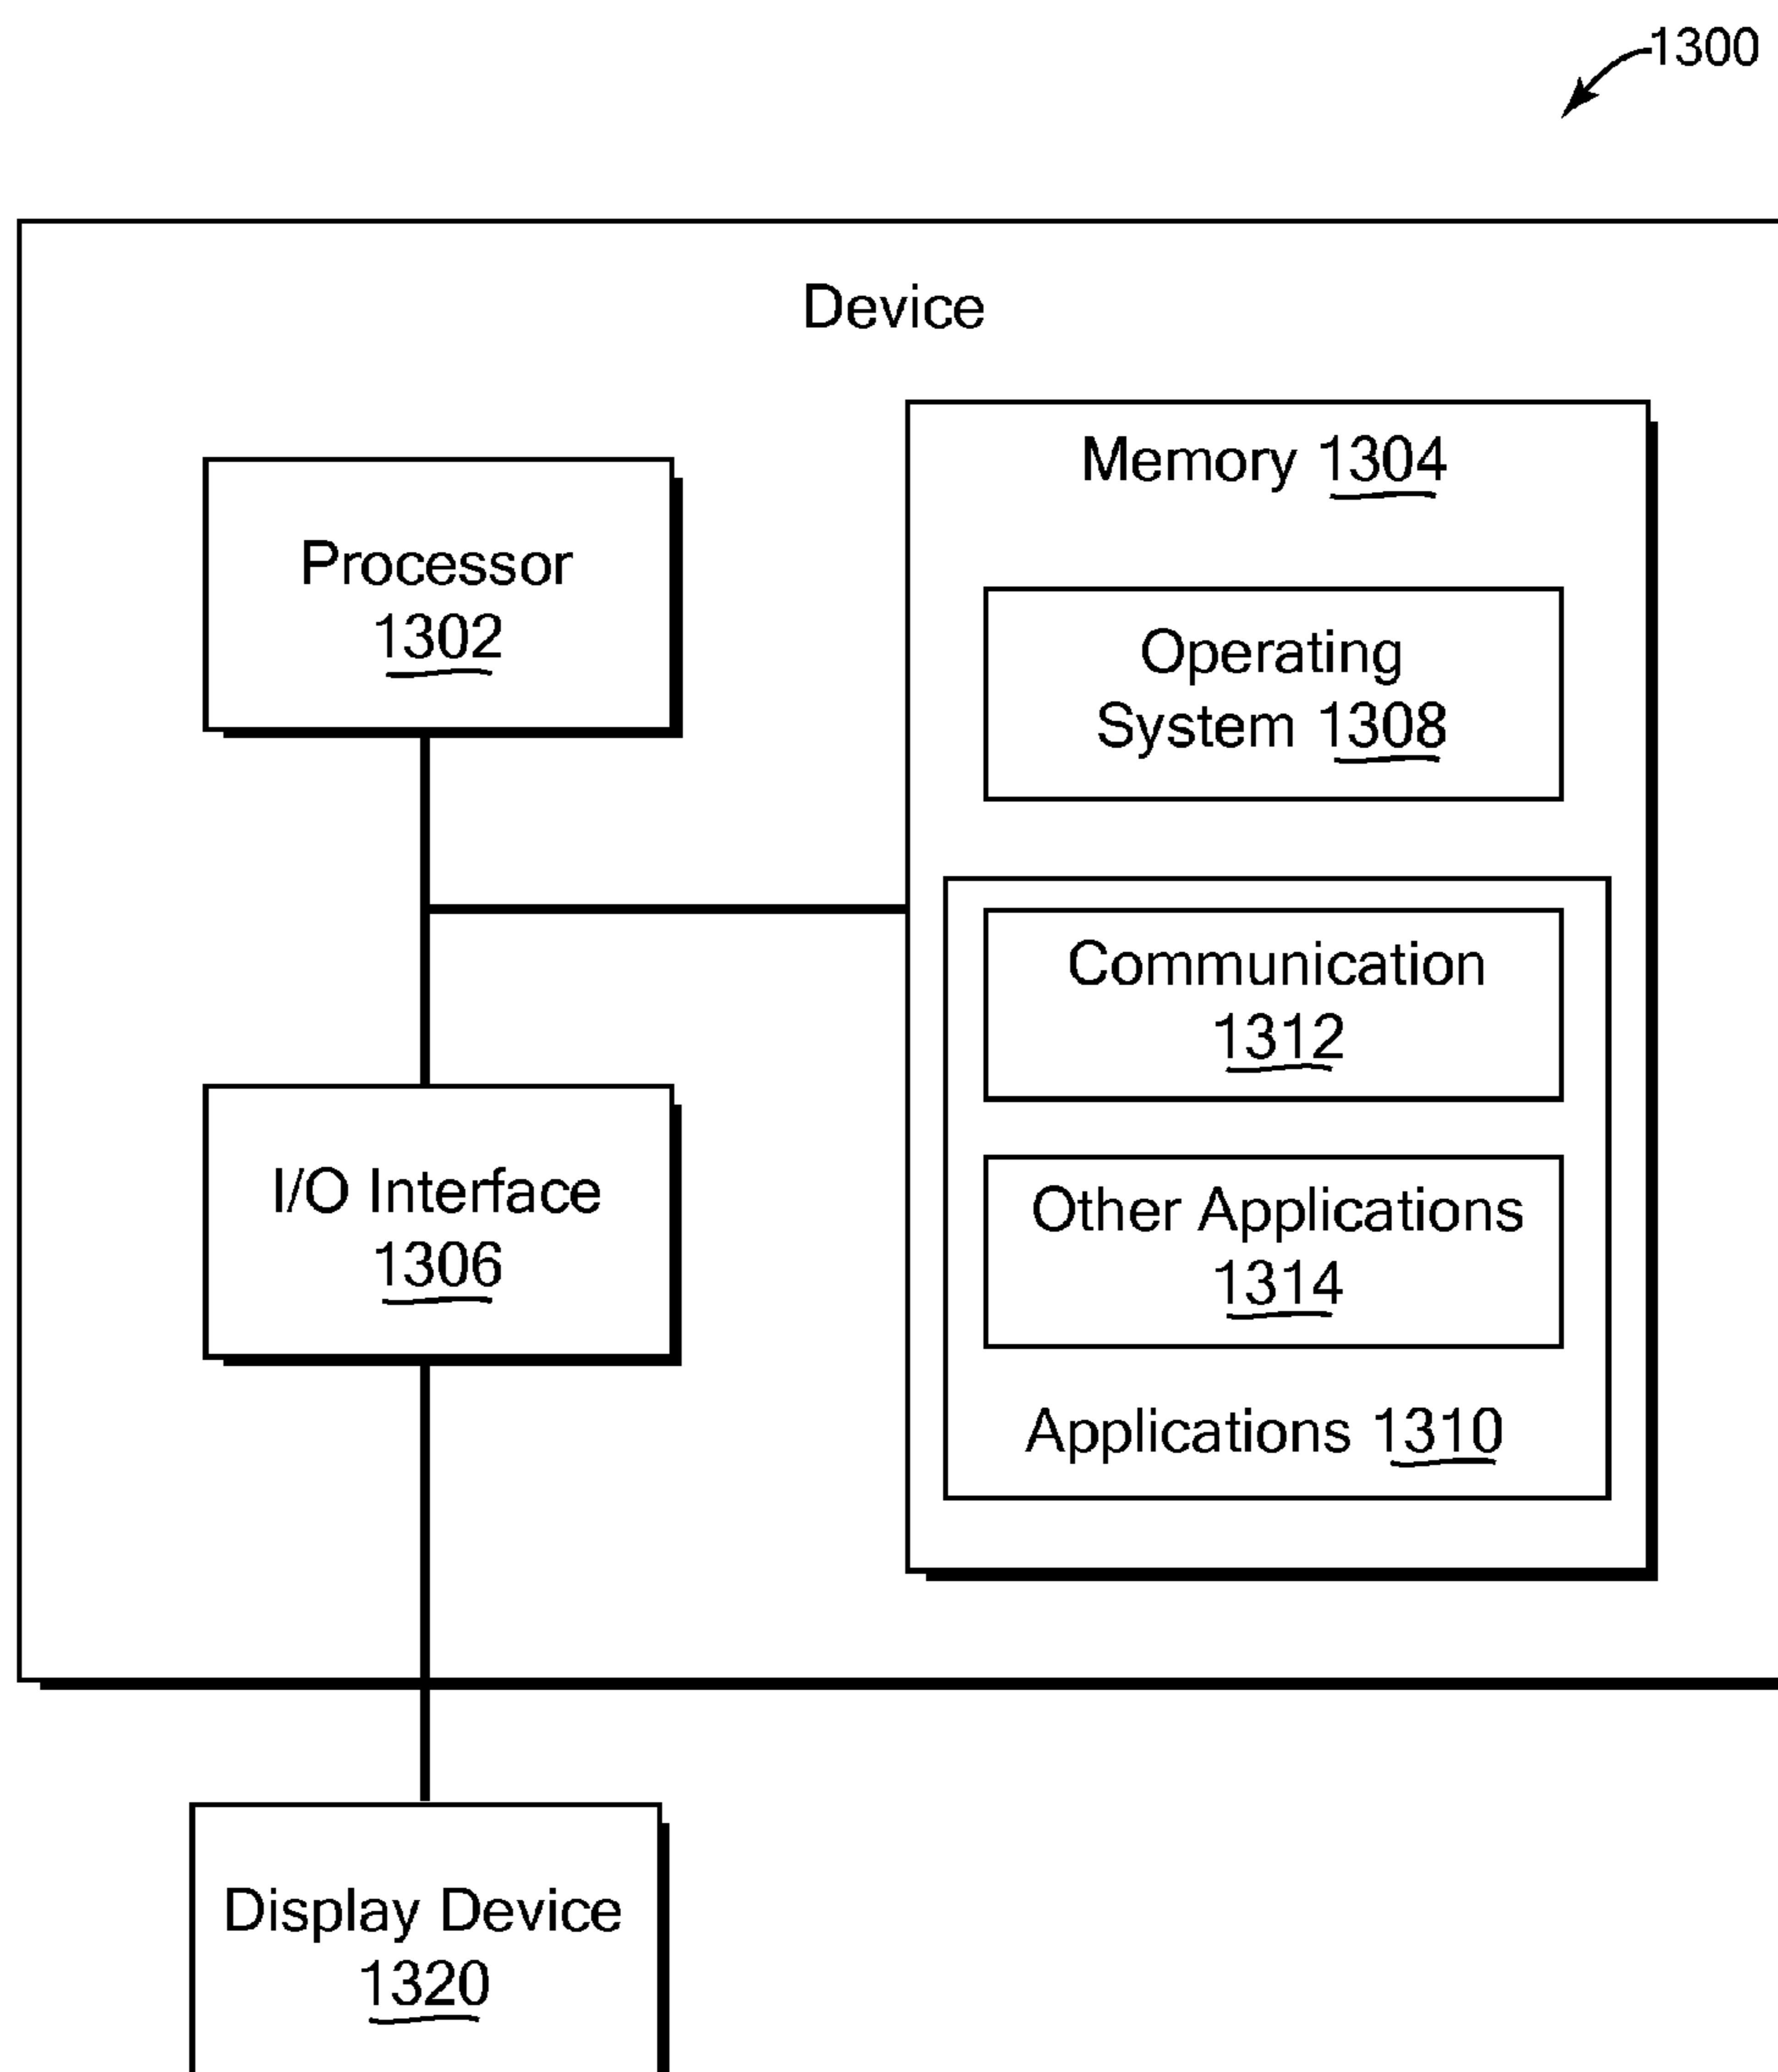 1300
Device
Processor
1302
Memory 1304
Operating
System 1308
Communication
1312
Other Applications
1314
Applications 1310
I/O Interface
1306
Display Device
1320